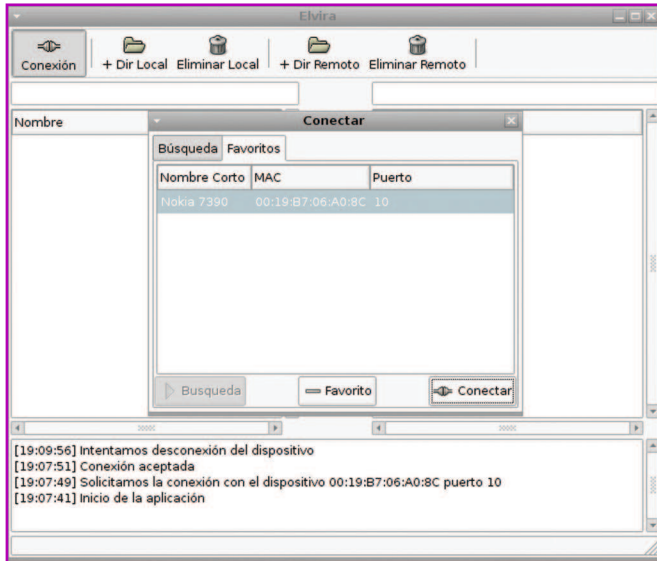 Elvira
Conexión + Dir Local Eliminar Local + Dir Remoto Eliminar Remoto
Nombre
Conectar
Búsqueda Favoritos
Nombre Corto MAC Puerto
Nokia 7390 00:19:B7:06:A0:8C 10
Busqueda Favorito Conectar
[19:09:56] Intentamos desconexión del dispositivo
[19:07:51] Conexión aceptada
[19:07:49] Solicitamos la conexión con el dispositivo 00:19:B7:06:A0:8C puerto 10
[19:07:41] Inicio de la aplicación